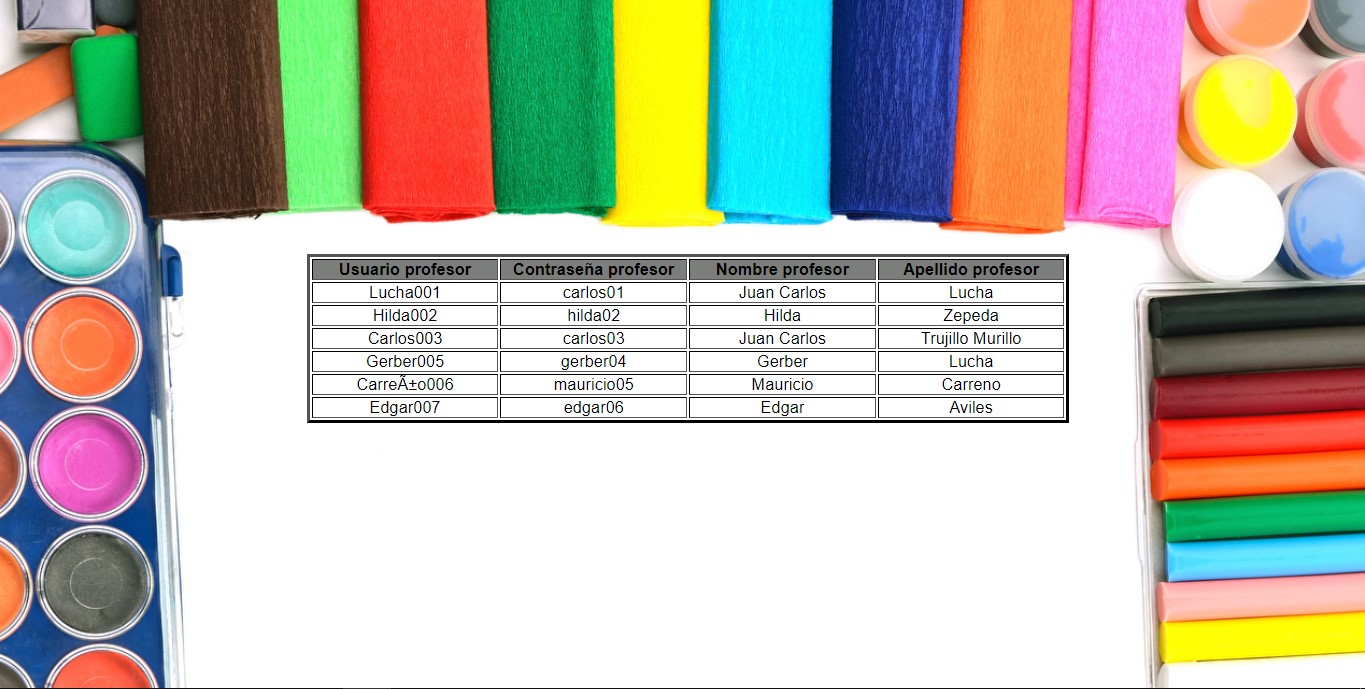 Usuario profesor Contraseña profesor Nombre profesor Apellido profesor
Lucha001 carlos01 Juan Carlos Lucha
Hilda002 hilda02 Hilda Zepeda
Carlos003 carlos03 Juan Carlos Trujillo Murillo
Gerber005 gerber04 Gerber Lucha
CarreÃ±o006 mauricio05 Mauricio Carreno
Edgar007 edgar06 Edgar Aviles